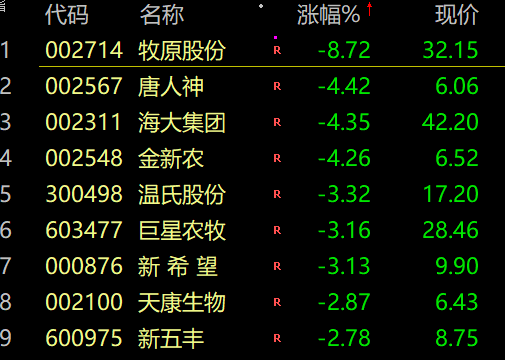 代码 名称 涨幅% 现价
1 002714 牧原股份 R -8.72 32.15
2 002567 唐人神 R -4.42 6.06
3 002311 海大集团 R -4.35 42.20
4 002548 金新农 R -4.26 6.52
5 300498 温氏股份 R -3.32 17.20
6 603477 巨星农牧 R -3.16 28.46
7 000876 新 希 望 R -3.13 9.90
8 002100 天康生物 R -2.87 6.43
9 600975 新五丰 R -2.78 8.75